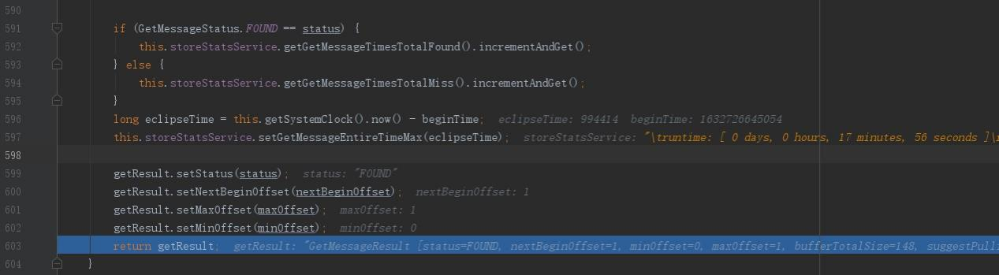 590
591 if (GetMessageStatus.FOUND == status) {
592 this.storeStatsService.getGetMessageTimesTotalFound().incrementAndGet();
593 } else {
594 this.storeStatsService.getGetMessageTimesTotalMiss().incrementAndGet();
595 }
596 long eclipseTime = this.getSystemClock().now() - beginTime; eclipseTime: 994414 beginTime: 1632726645054
597 this.storeStatsService.setGetMessageEntireTimeMax(eclipseTime); storeStatsService: "\truntime: [ 0 days, 0 hours, 17 minutes, 56 seconds ]\r
598
599 getResult.setStatus(status); status: "FOUND"
600 getResult.setNextBeginOffset(nextBeginOffset); nextBeginOffset: 1
601 getResult.setMaxOffset(maxOffset); maxOffset: 1
602 getResult.setMinOffset(minOffset); minOffset: 0
603 return getResult; getResult: "GetMessageResult [status=FOUND, nextBeginOffset=1, minOffset=0, maxOffset=1, bufferTotalSize=148, suggestPulli
604 }